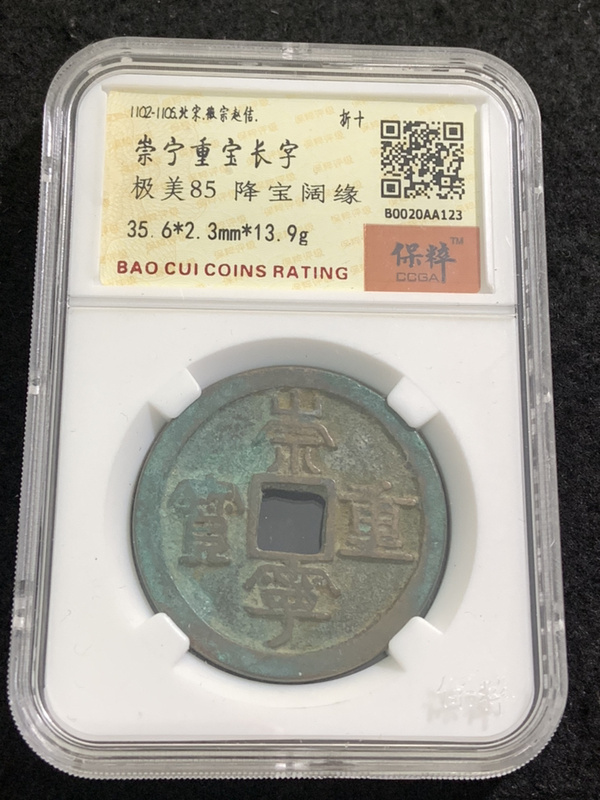 1102-1106.北宋.徽宗赵佶. 折十
崇宁重宝长字
极美85 降宝阔缘
B0020AA123
35.6*2.3mm*13.9g
BAO CUI COINS RATING
保粹™
CCGA
崇
寶 重
寧